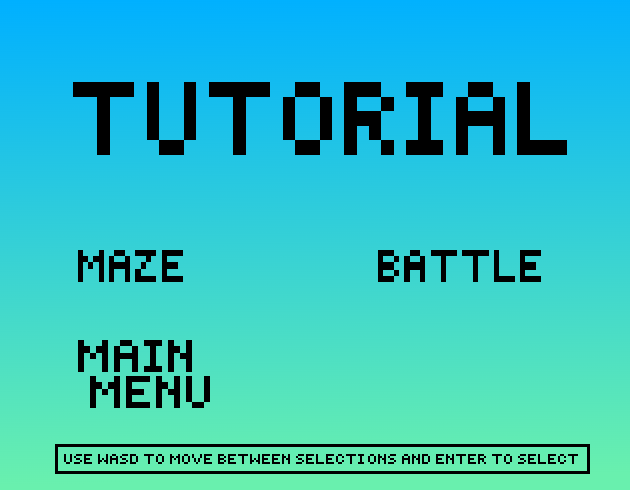 TUTORIAL
MAZE
BATTLE
MAIN
MENU
USE WASD TO MOVE BETWEEN SELECTIONS AND ENTER TO SELECT